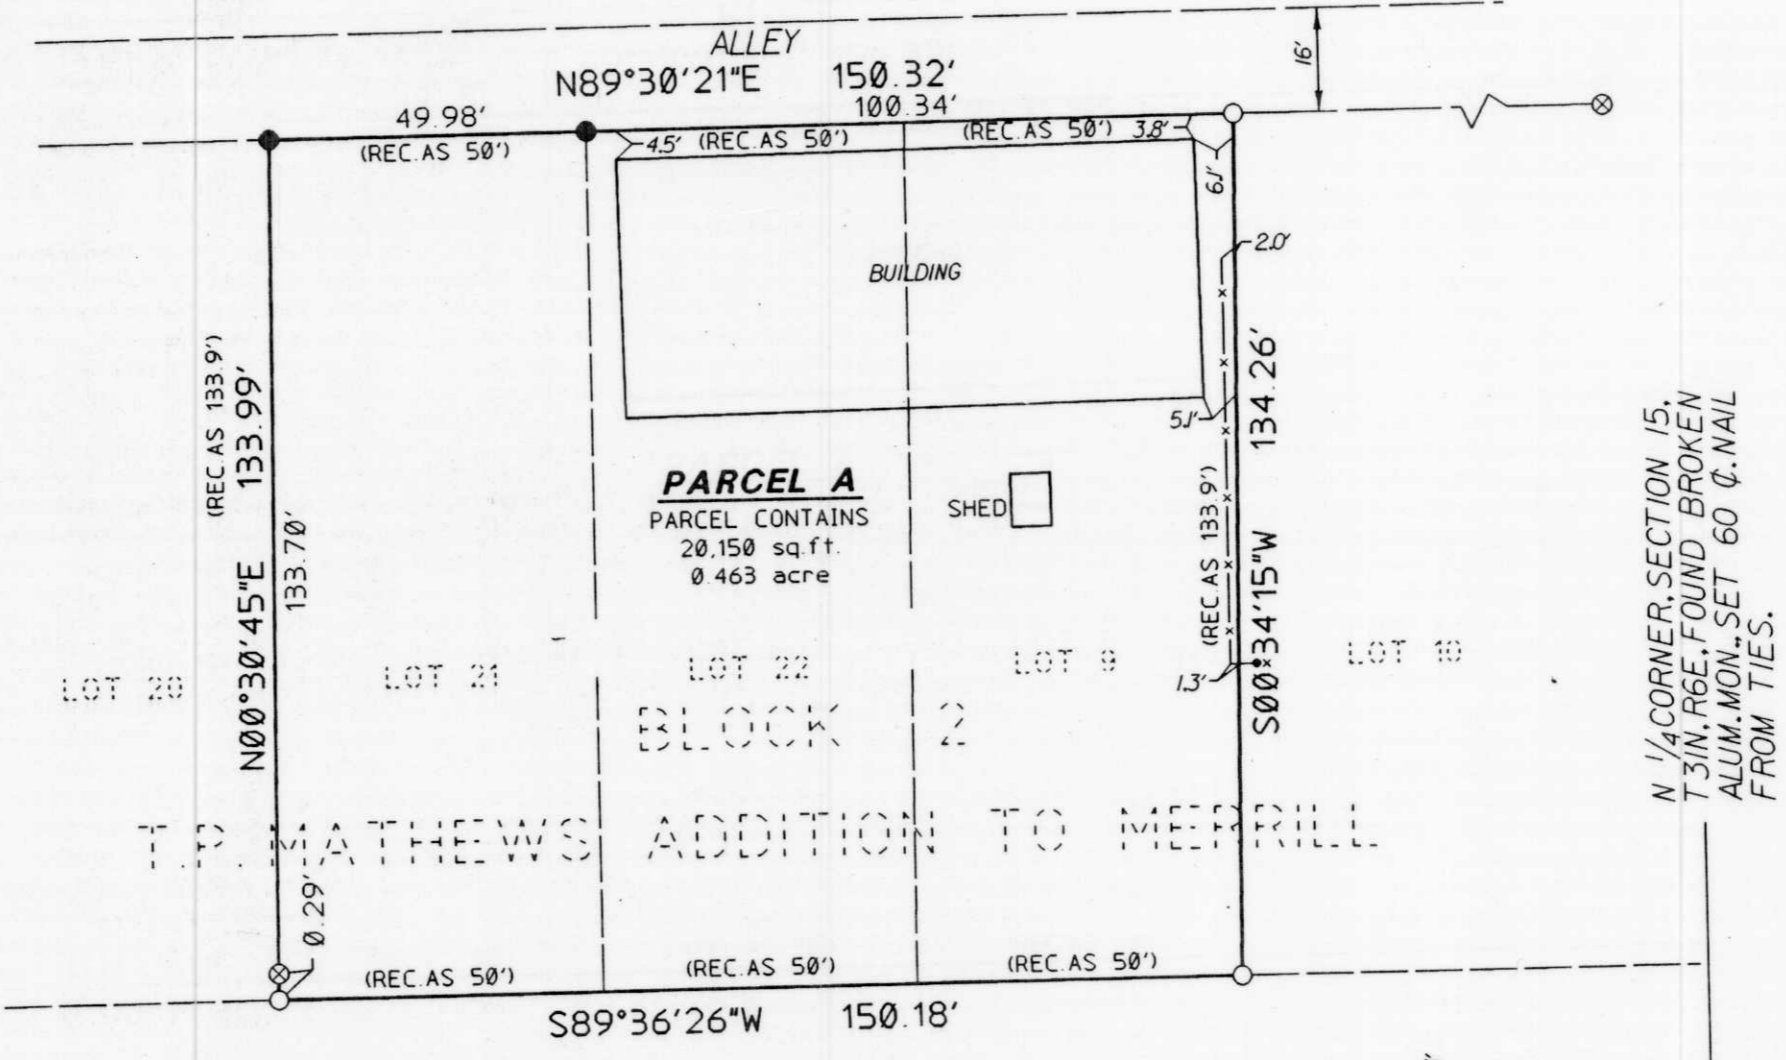 ALLEY
16'
N89°30'21"E 150.32'
49.98' 100.34'
(REC.AS 50') 4.5' (REC.AS 50') (REC.AS 50') 3.8'
6.1'
2.0'
BUILDING
(REC.AS 133.9')
N00°30'45"E 133.99'
133.70'
5.1'
PARCEL A
PARCEL CONTAINS
20,150 sq.ft.
0.463 acre
SHED
(REC.AS 133.9')
S00°34'15"W 134.26'
1.3'
LOT 20 LOT 21 LOT 22 LOT 9 LOT 10
BLOCK 2
T.P. MATHEWS ADDITION TO MERRILL
0.29'
(REC.AS 50') (REC.AS 50') (REC.AS 50')
S89°36'26"W 150.18'
N 1/4 CORNER, SECTION 15,
T31N, R6E, FOUND BROKEN
ALUM. MON., SET 60 ₵. NAIL
FROM TIES.